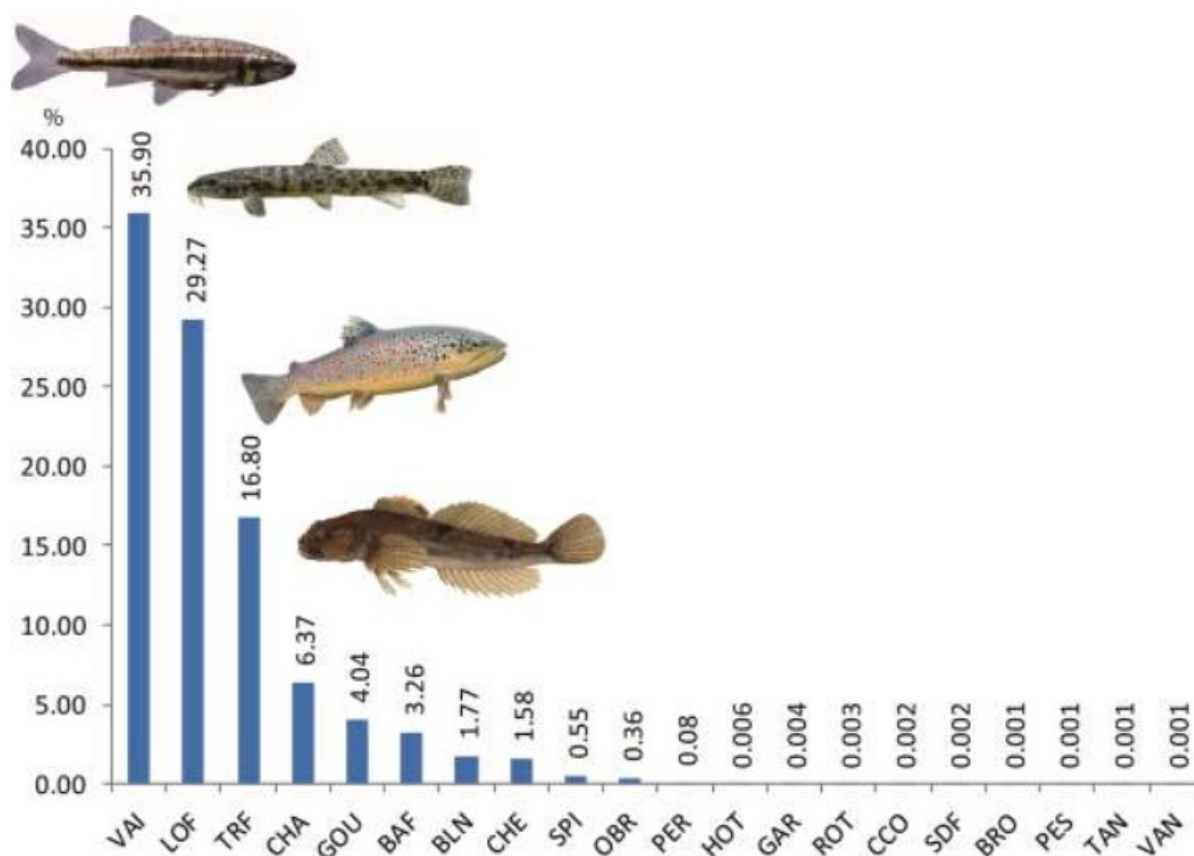 %
40.00
35.00
30.00
25.00
20.00
15.00
10.00
5.00
0.00
35.90
29.27
16.80
6.37
4.04
3.26
1.77
1.58
0.55
0.36
0.08
0.006
0.004
0.003
0.002
0.002
0.001
0.001
0.001
0.001
VAI
LOF
TRF
CHA
GOU
BAF
BLN
CHE
SPI
OBR
PER
HOT
GAR
ROT
CCO
SDF
BRO
PES
TAN
VAN